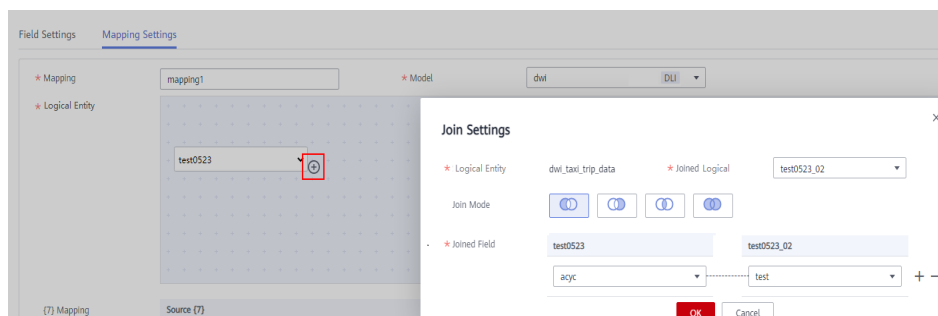 Field Settings Mapping Settings
* Mapping mapping1 * Model dwi DLI
* Logical Entity
test0523
Join Settings
* Logical Entity dwi_taxi_trip_data * Joined Logical test0523_02
Join Mode
* Joined Field test0523 test0523_02
acyc test
OK Cancel
{7} Mapping Source {7}